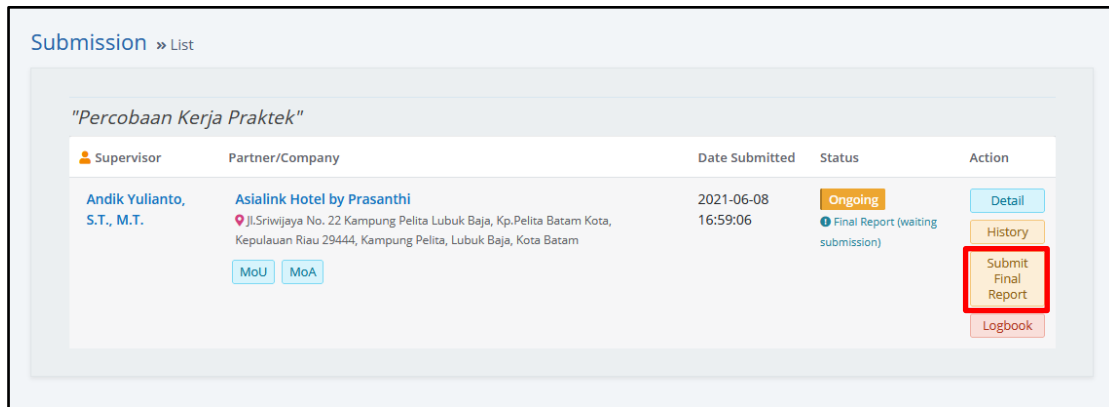 Submission » List
"Percobaan Kerja Praktek"
Supervisor Partner/Company Date Submitted Status Action
Andik Yulianto, S.T., M.T.
Asialink Hotel by Prasanthi
Jl.Sriwijaya No. 22 Kampung Pelita Lubuk Baja, Kp.Pelita Batam Kota,
Kepulauan Riau 29444, Kampung Pelita, Lubuk Baja, Kota Batam
MoU MoA
2021-06-08
16:59:06
Ongoing
Final Report (waiting
submission)
Detail
History
Submit
Final
Report
Logbook